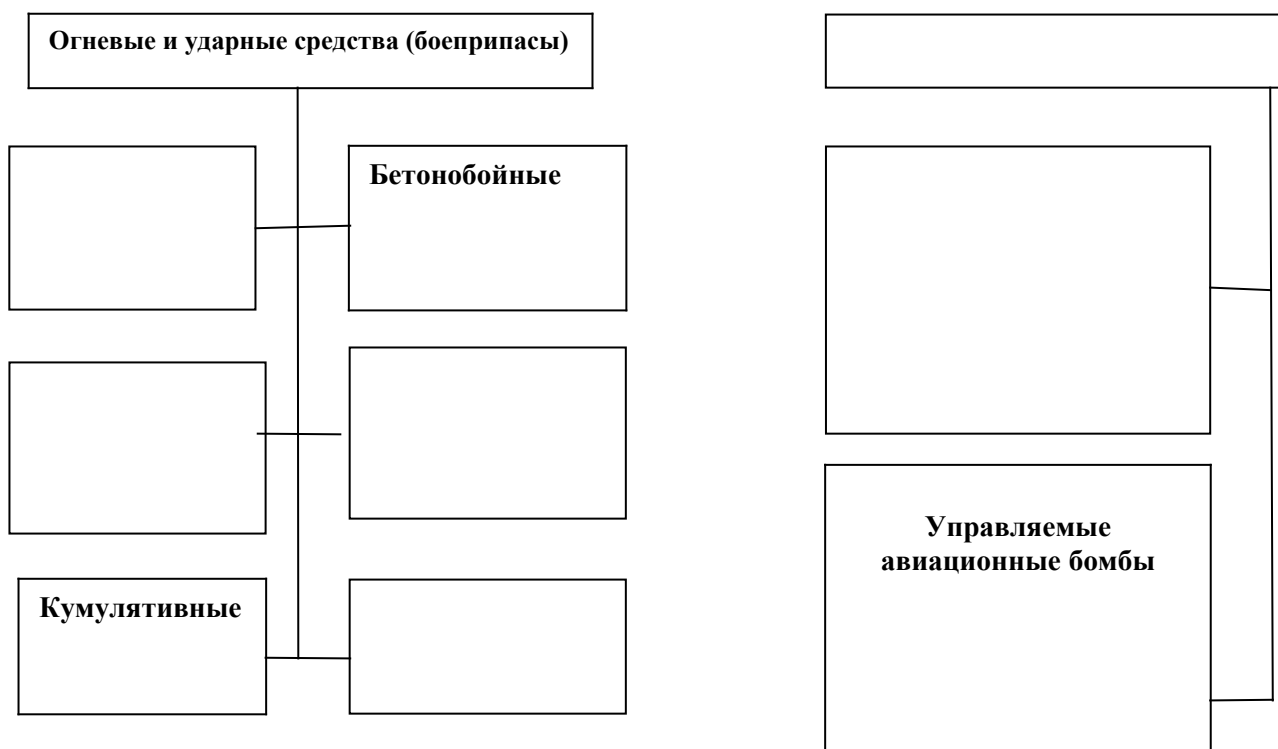 Огневые и ударные средства (боеприпасы)
Бетонобойные
Кумулятивные
Управляемые
авиационные бомбы